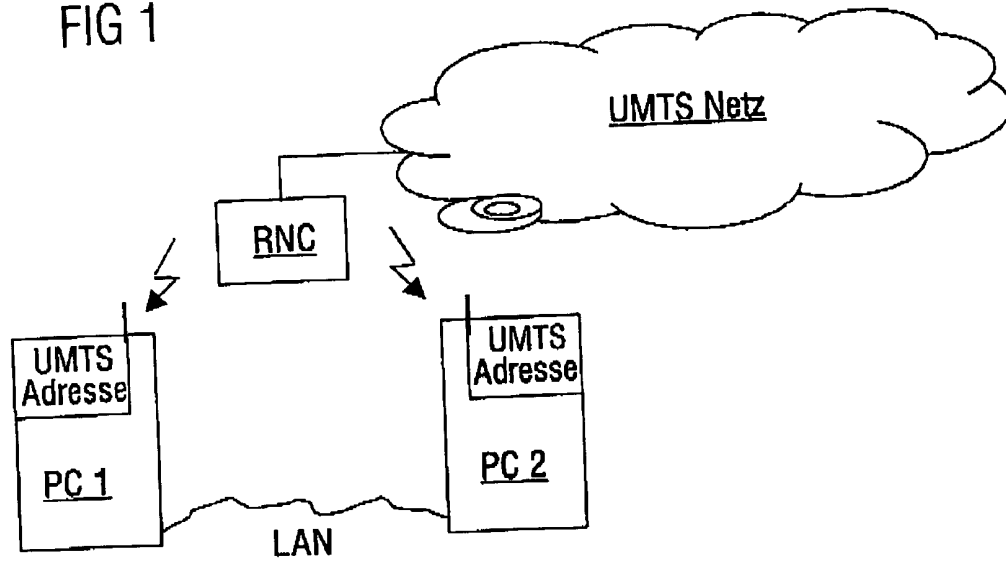 FIG 1
UMTS Netz
RNC
UMTS
Adresse
PC 1
UMTS
Adresse
PC 2
LAN